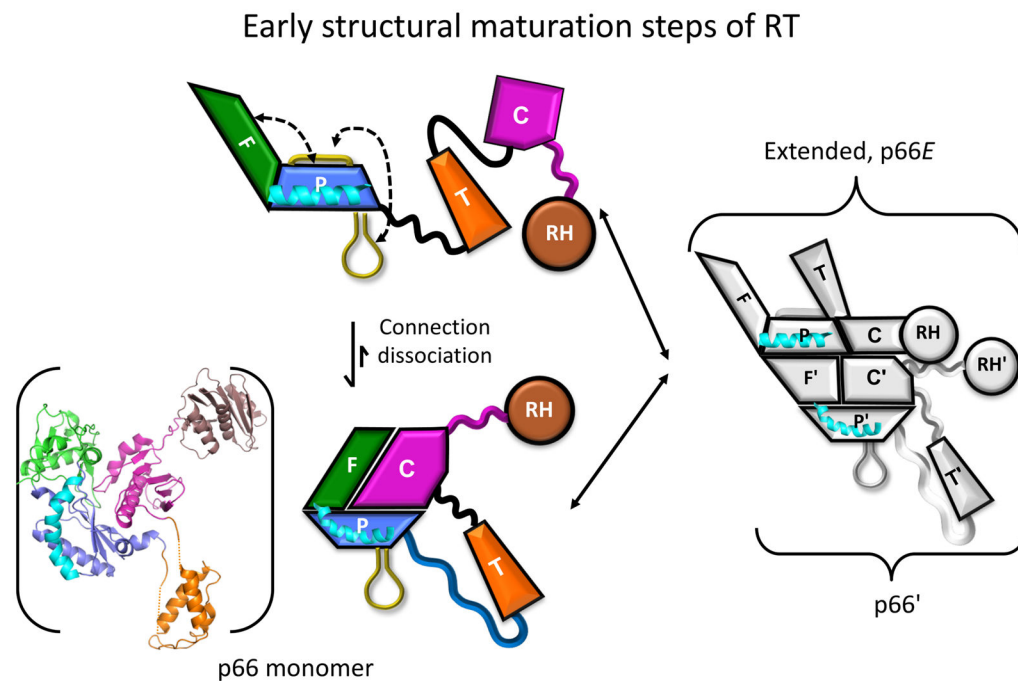 Early structural maturation steps of RT
F
P
T
C
RH
Connection
dissociation
F
C
P
T
RH
p66 monomer
Extended, p66E
F
T
P
C
RH
F'
C'
RH'
P'
T'
p66'